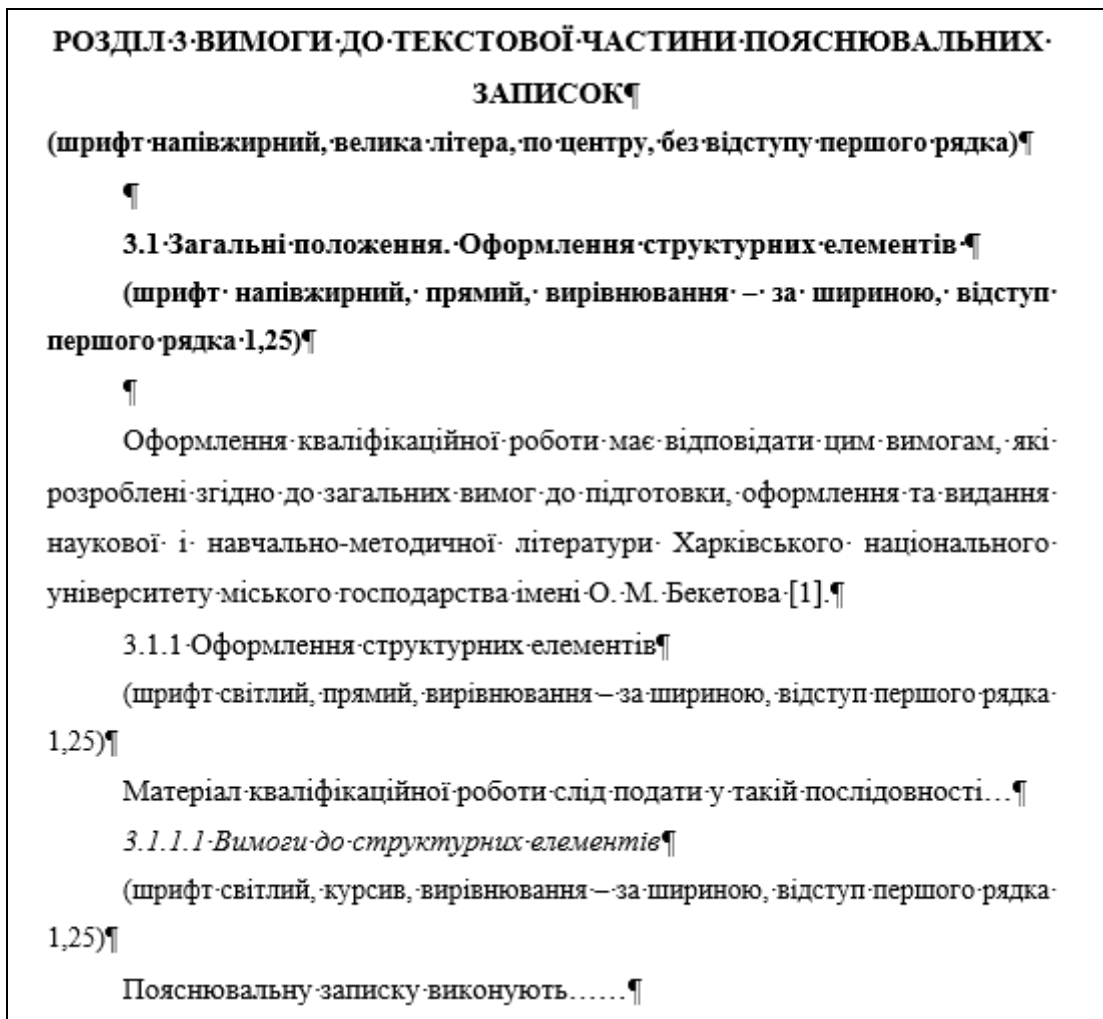 РОЗДІЛ 3 ВИМОГИ ДО ТЕКСТОВОЇ ЧАСТИНИ ПОЯСНЮВАЛЬНИХ
ЗАПИСОК¶
(шрифт напівжирний, велика літера, по центру, без відступу першого рядка)¶
¶
3.1 Загальні положення. Оформлення структурних елементів ¶
(шрифт напівжирний, прямий, вирівнювання – за шириною, відступ
першого рядка 1,25)¶
¶
Оформлення кваліфікаційної роботи має відповідати цим вимогам, які
розроблені згідно до загальних вимог до підготовки, оформлення та видання
наукової і навчально-методичної літератури Харківського національного
університету міського господарства імені О. М. Бекетова [1].¶
3.1.1 Оформлення структурних елементів¶
(шрифт світлий, прямий, вирівнювання – за шириною, відступ першого рядка
1,25)¶
Матеріал кваліфікаційної роботи слід подати у такій послідовності…¶
3.1.1.1 Вимоги до структурних елементів¶
(шрифт світлий, курсив, вирівнювання – за шириною, відступ першого рядка
1,25)¶
Пояснювальну записку виконують……¶